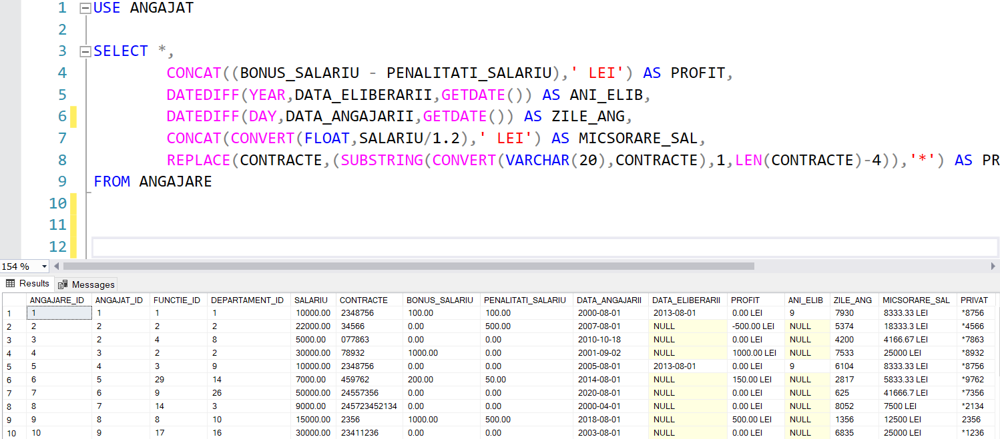 1 USE ANGAJAT
2
3 SELECT *,
4 CONCAT((BONUS_SALARIU - PENALITATI_SALARIU),' LEI') AS PROFIT,
5 DATEDIFF(YEAR,DATA_ELIBERARII,GETDATE()) AS ANI_ELIB,
6 DATEDIFF(DAY,DATA_ANGAJARII,GETDATE()) AS ZILE_ANG,
7 CONCAT(CONVERT(FLOAT,SALARIU/1.2),' LEI') AS MICSORARE_SAL,
8 REPLACE(CONTRACTE,(SUBSTRING(CONVERT(VARCHAR(20),CONTRACTE),1,LEN(CONTRACTE)-4)),'*') AS PR
9 FROM ANGAJARE
10
11
12
154 %
Results Messages
ANGAJARE_ID ANGAJAT_ID FUNCTIE_ID DEPARTAMENT_ID SALARIU CONTRACTE BONUS_SALARIU PENALITATI_SALARIU DATA_ANGAJARII DATA_ELIBERARII PROFIT ANI_ELIB ZILE_ANG MICSORARE_SAL PRIVAT
1 1 1 1 1 10000.00 2348756 100.00 100.00 2000-08-01 2013-08-01 0.00 LEI 9 7930 8333.33 LEI *8756
2 2 2 2 2 22000.00 34566 0.00 500.00 2007-08-01 NULL -500.00 LEI NULL 5374 18333.3 LEI *4566
3 3 2 4 8 5000.00 077863 0.00 0.00 2010-10-18 NULL 0.00 LEI NULL 4200 4166.67 LEI *7863
4 4 3 2 2 30000.00 78932 1000.00 0.00 2001-09-02 NULL 1000.00 LEI NULL 7533 25000 LEI *8932
5 5 4 3 9 10000.00 2348756 0.00 0.00 2005-08-01 2013-08-01 0.00 LEI 9 6104 8333.33 LEI *8756
6 6 5 29 14 7000.00 459762 200.00 50.00 2014-08-01 NULL 150.00 LEI NULL 2817 5833.33 LEI *9762
7 7 6 9 26 50000.00 24557356 0.00 0.00 2020-08-01 NULL 0.00 LEI NULL 625 41666.7 LEI *7356
8 8 7 14 3 9000.00 245723452134 0.00 0.00 2000-04-01 NULL 0.00 LEI NULL 8052 7500 LEI *2134
9 9 8 8 10 15000.00 2356 1000.00 500.00 2018-08-01 NULL 500.00 LEI NULL 1356 12500 LEI 2356
10 10 9 17 16 30000.00 23411236 0.00 0.00 2003-08-01 NULL 0.00 LEI NULL 6835 25000 LEI *1236